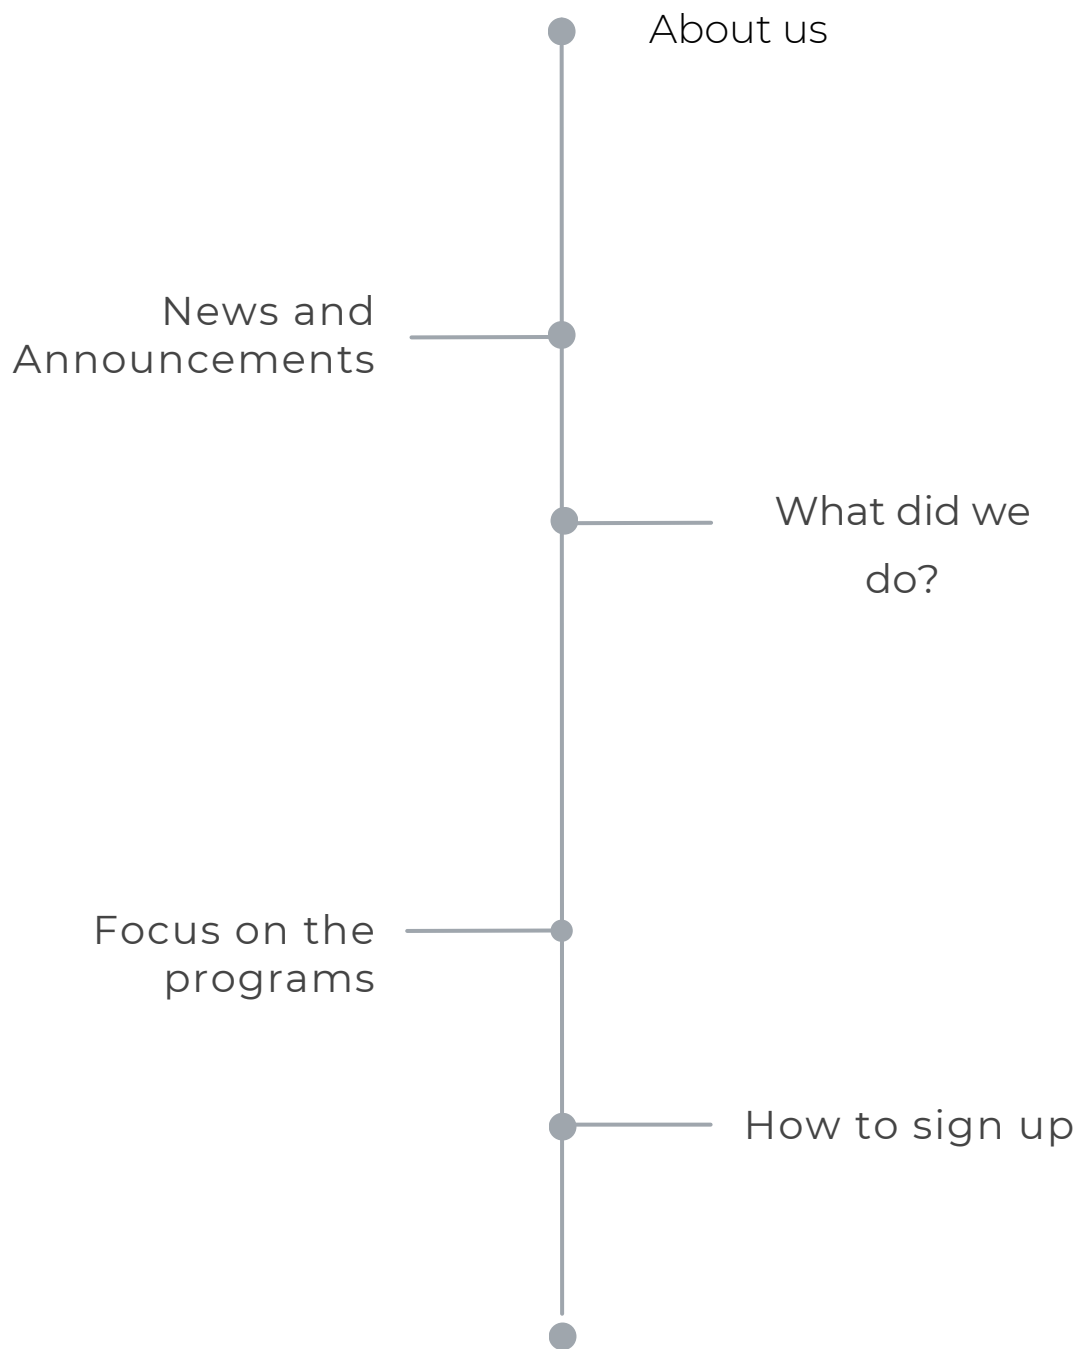 About us
News and
Announcements
What did we
do?
Focus on the
programs
How to sign up